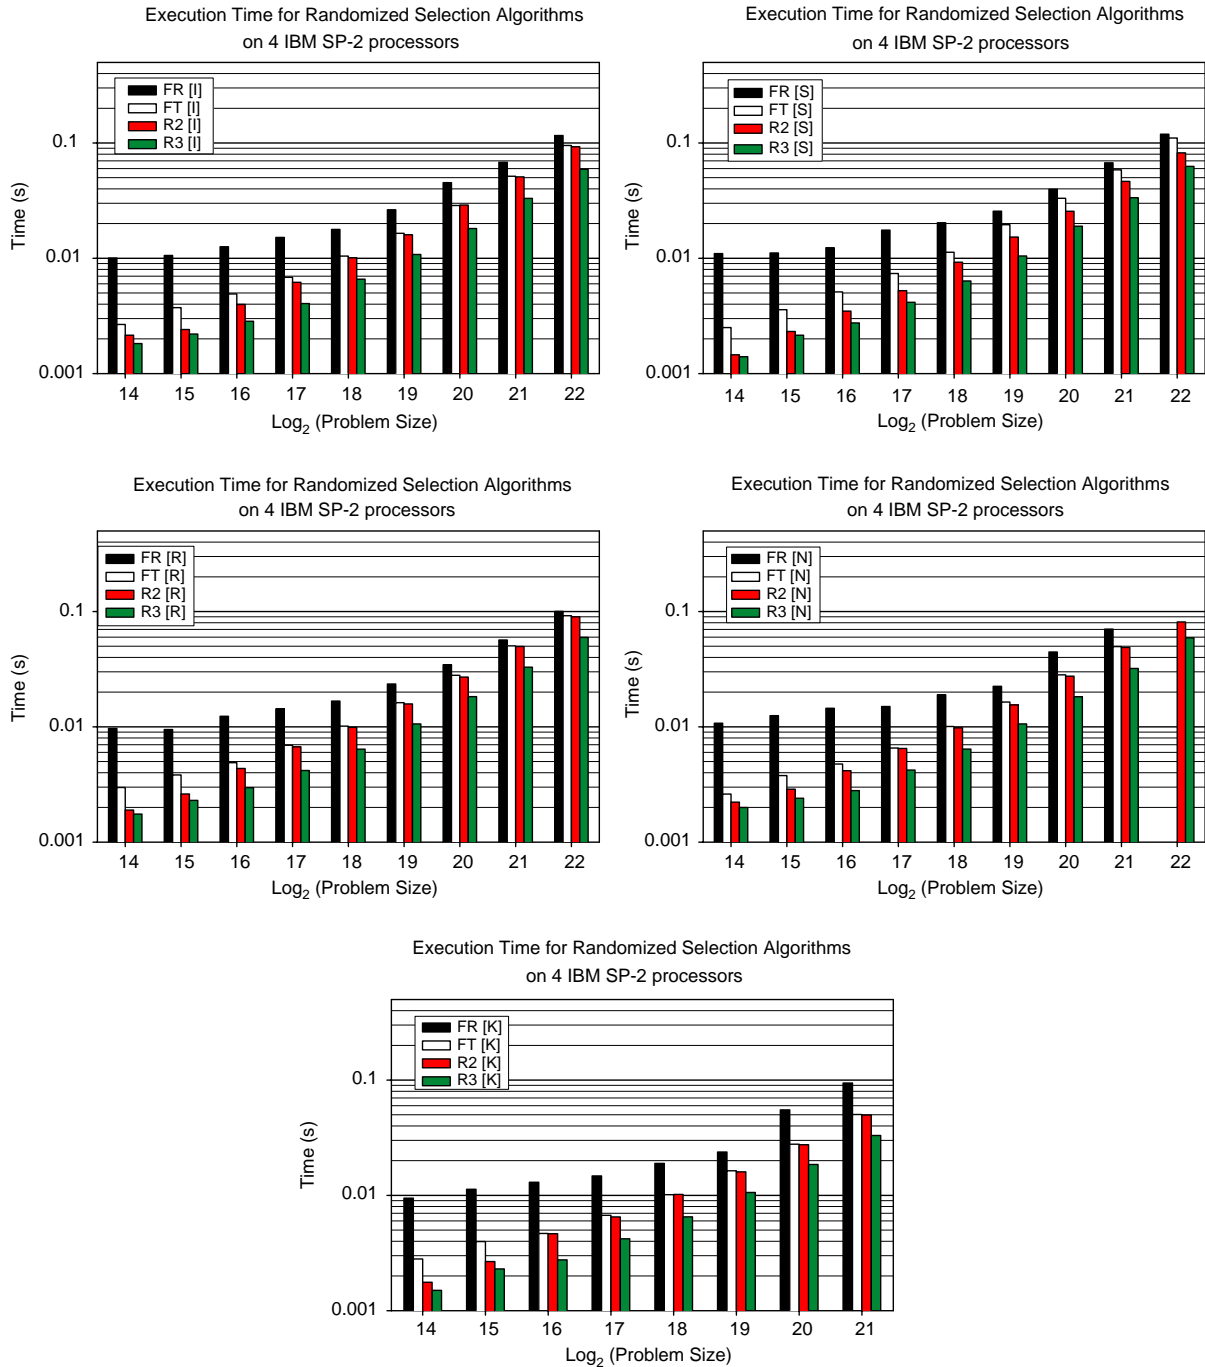 Execution Time for Randomized Selection Algorithms
on 4 IBM SP-2 processors
FR [I]
FT [I]
R2 [I]
R3 [I]
0.1
0.01
0.001
Time (s)
14 15 16 17 18 19 20 21 22
Log2 (Problem Size)
Execution Time for Randomized Selection Algorithms
on 4 IBM SP-2 processors
FR [S]
FT [S]
R2 [S]
R3 [S]
0.1
0.01
0.001
Time (s)
14 15 16 17 18 19 20 21 22
Log2 (Problem Size)
Execution Time for Randomized Selection Algorithms
on 4 IBM SP-2 processors
FR [R]
FT [R]
R2 [R]
R3 [R]
0.1
0.01
0.001
Time (s)
14 15 16 17 18 19 20 21 22
Log2 (Problem Size)
Execution Time for Randomized Selection Algorithms
on 4 IBM SP-2 processors
FR [N]
FT [N]
R2 [N]
R3 [N]
0.1
0.01
0.001
Time (s)
14 15 16 17 18 19 20 21 22
Log2 (Problem Size)
Execution Time for Randomized Selection Algorithms
on 4 IBM SP-2 processors
FR [K]
FT [K]
R2 [K]
R3 [K]
0.1
0.01
0.001
Time (s)
14 15 16 17 18 19 20 21
Log2 (Problem Size)